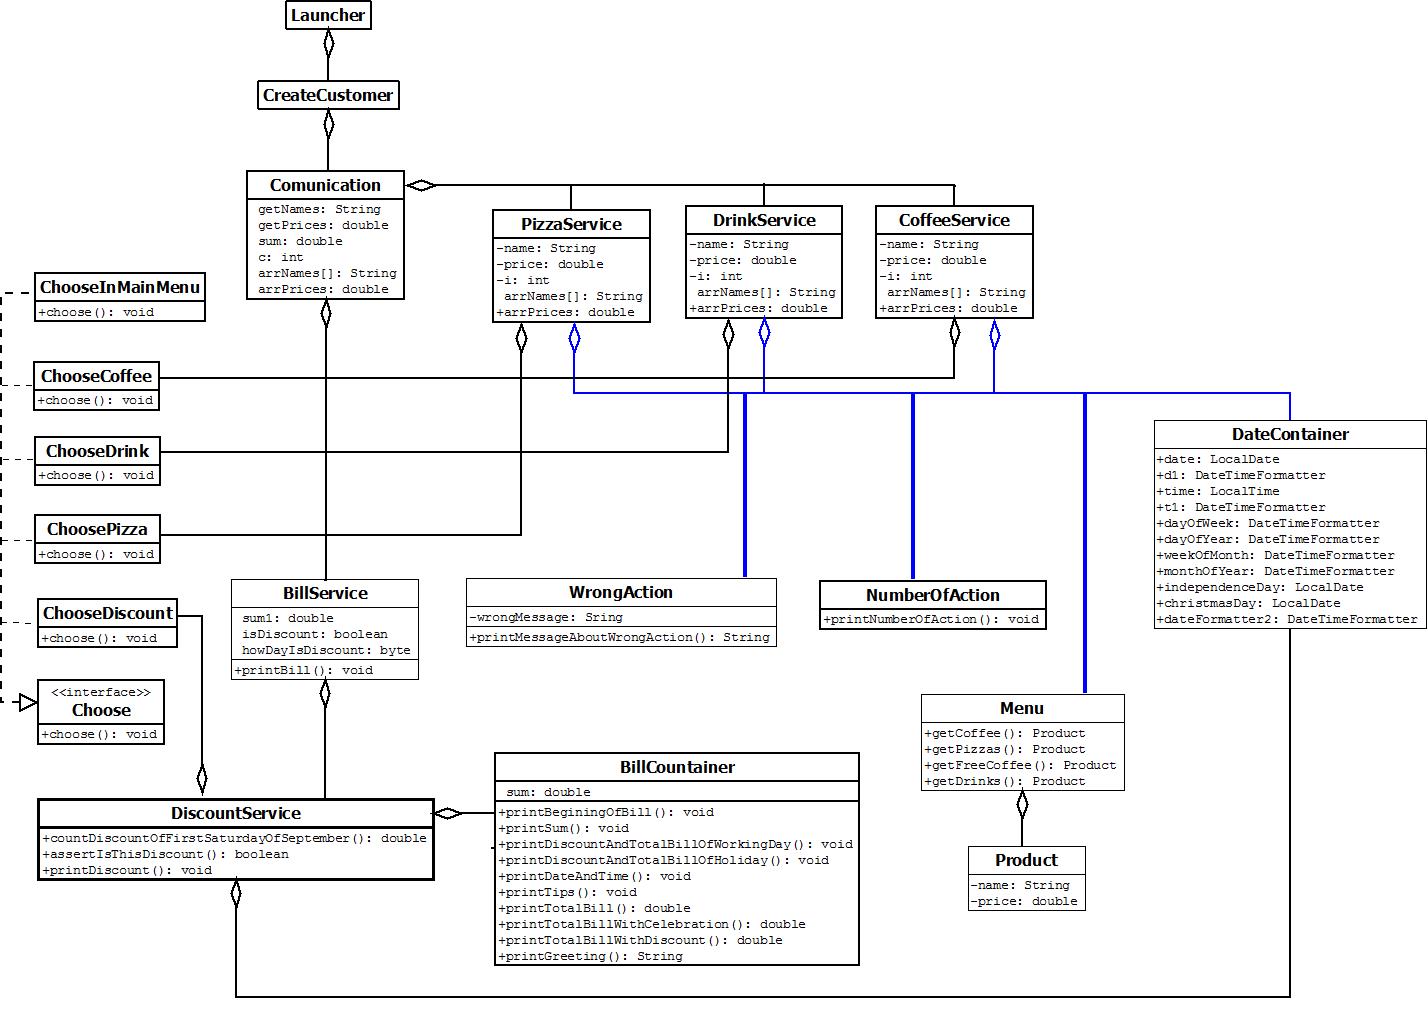 Launcher
CreateCustomer
Comunication
getNames: String
getPrices: double
sum: double
c: int
arrNames[]: String
arrPrices: double
PizzaService
-name: String
-price: double
-i: int
arrNames[]: String
+arrPrices: double
DrinkService
-name: String
-price: double
-i: int
arrNames[]: String
+arrPrices: double
CoffeeService
-name: String
-price: double
-i: int
arrNames[]: String
+arrPrices: double
ChooseInMainMenu
+choose(): void
ChooseCoffee
+choose(): void
ChooseDrink
+choose(): void
ChoosePizza
+choose(): void
ChooseDiscount
+choose(): void
<<interface>>
Choose
+choose(): void
BillService
sum1: double
isDiscount: boolean
howDayIsDiscount: byte
+printBill(): void
WrongAction
-wrongMessage: Sring
+printMessageAboutWrongAction(): String
NumberOfAction
+printNumberOfAction(): void
DateContainer
+date: LocalDate
+d1: DateTimeFormatter
+time: LocalTime
+t1: DateTimeFormatter
+dayOfWeek: DateTimeFormatter
+dayOfYear: DateTimeFormatter
+weekOfMonth: DateTimeFormatter
+monthOfYear: DateTimeFormatter
+independenceDay: LocalDate
+christmasDay: LocalDate
+dateFormatter2: DateTimeFormatter
Menu
+getCoffee(): Product
+getPizzas(): Product
+getFreeCoffee(): Product
+getDrinks(): Product
Product
-name: String
-price: double
DiscountService
+countDiscountOfFirstSaturdayOfSeptember(): double
+assertIsThisDiscount(): boolean
+printDiscount(): void
BillCountainer
sum: double
+printBeginingOfBill(): void
+printSum(): void
+printDiscountAndTotalBillOfWorkingDay(): void
+printDiscountAndTotalBillOfHoliday(): void
+printDateAndTime(): void
+printTips(): void
+printTotalBill(): double
+printTotalBillWithCelebration(): double
+printTotalBillWithDiscount(): double
+printGreeting(): String